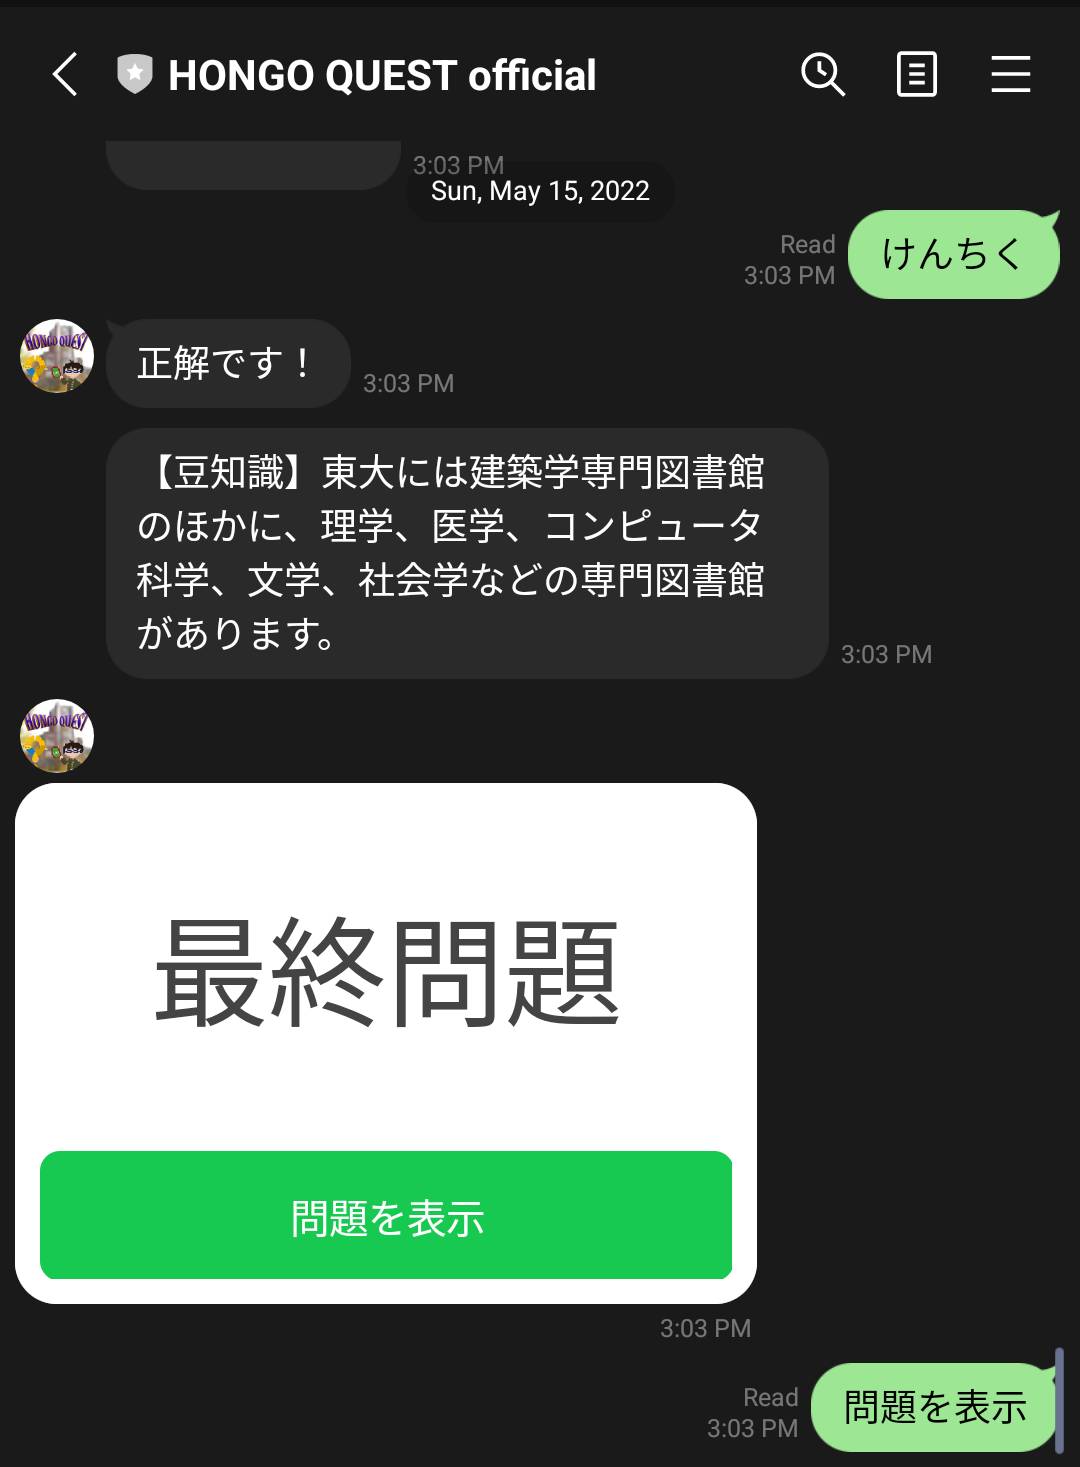 HONGO QUEST official
3:03 PM
Sun, May 15, 2022
けんちく
Read
3:03 PM
HONGO QUEST
正解です！
3:03 PM
【豆知識】東大には建築学専門図書館
のほかに、理学、医学、コンピュータ
科学、文学、社会学などの専門図書館
があります。
3:03 PM
HONGO QUEST
最終問題
問題を表示
3:03 PM
問題を表示
Read
3:03 PM